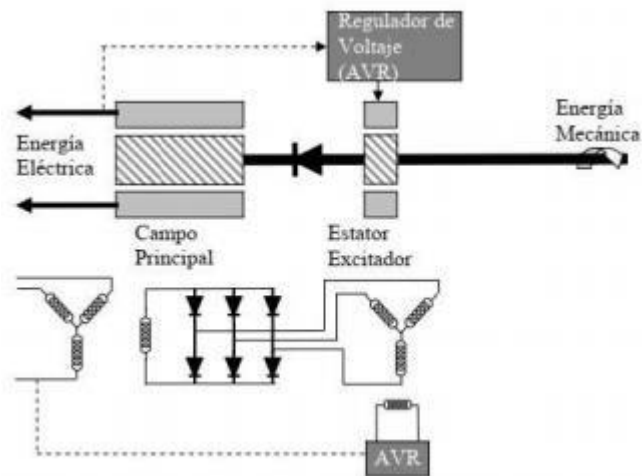 Regulador de
Voltaje
(AVR)
Energía
Mecánica
Energía
Eléctrica
Campo
Principal
Estator
Excitador
AVR